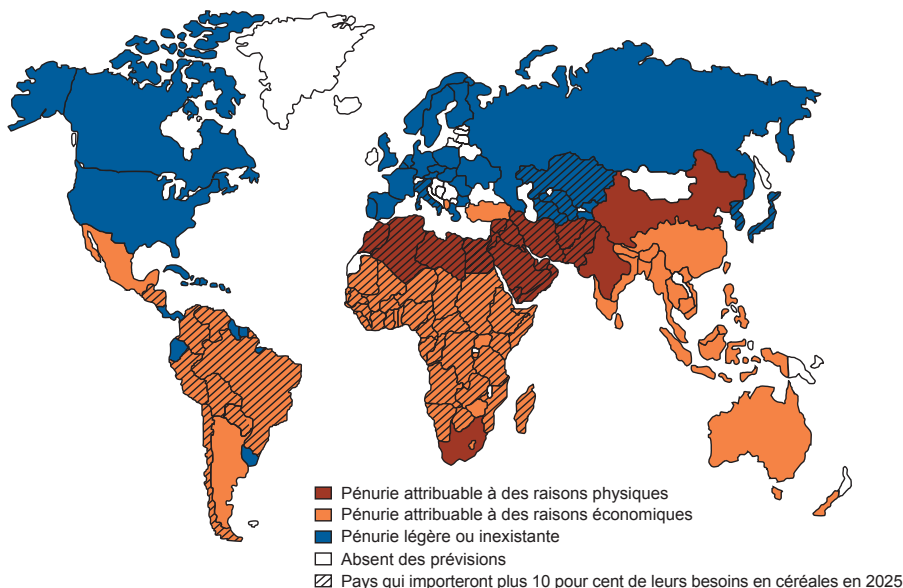 Pénurie attribuable à des raisons physiques
Pénurie attribuable à des raisons économiques
Pénurie légère ou inexistante
Absent des prévisions
Pays qui importeront plus 10 pour cent de leurs besoins en céréales en 2025